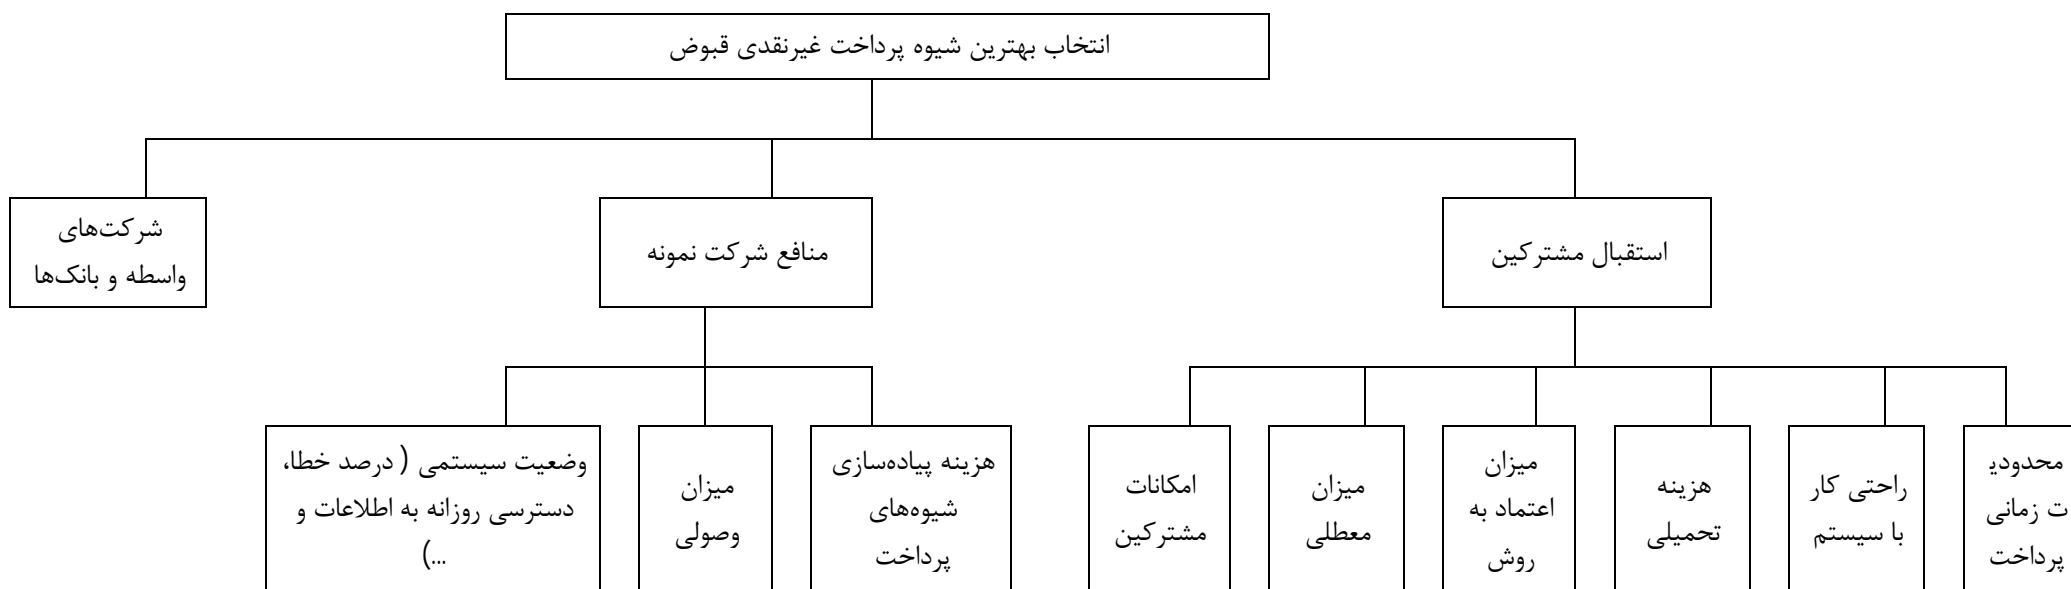 انتخاب بهترین شیوه پرداخت غیرنقدی قبوض
استقبال مشترکین
منافع شرکت نمونه
شرکت‌های
واسطه و بانک‌ها
محدودی
ت زمانی
پرداخت
راحتی کار
با سیستم
هزینه
تحمیلی
میزان
اعتماد به
روش
میزان
معطلی
امکانات
مشترکین
هزینه پیاده‌سازی
شیوه‌های
پرداخت
میزان
وصولی
وضعیت سیستمی ( درصد خطا،
دسترسی روزانه به اطلاعات و
...)